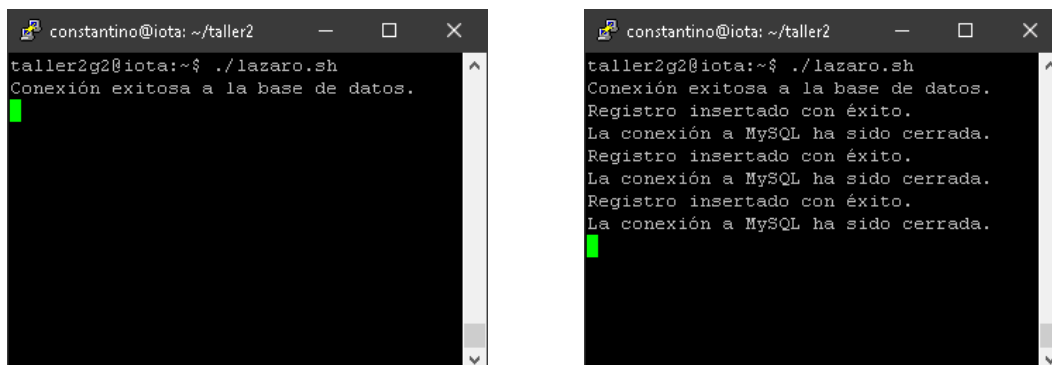 constantino@iota: ~/taller2
taller2g2@iota:~$ ./lazaro.sh
Conexión exitosa a la base de datos.
constantino@iota: ~/taller2
taller2g2@iota:~$ ./lazaro.sh
Conexión exitosa a la base de datos.
Registro insertado con éxito.
La conexión a MySQL ha sido cerrada.
Registro insertado con éxito.
La conexión a MySQL ha sido cerrada.
Registro insertado con éxito.
La conexión a MySQL ha sido cerrada.